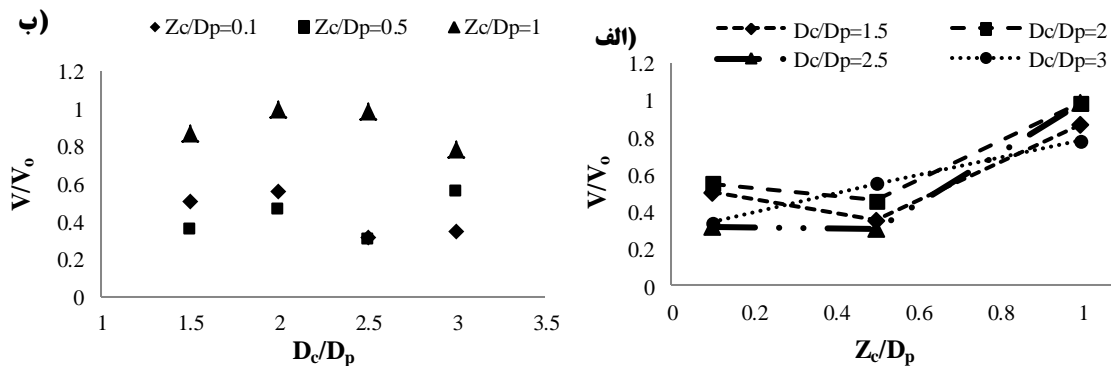 ب)
Zc/Dp=0.1 Zc/Dp=0.5 Zc/Dp=1
1.2
1
0.8
0.6
0.4
0.2
0
V/Vo
1 1.5 2 2.5 3 3.5
Dc/Dp
الف)
Dc/Dp=1.5 Dc/Dp=2
Dc/Dp=2.5 Dc/Dp=3
1.2
1
0.8
0.6
0.4
0.2
0
V/Vo
0 0.2 0.4 0.6 0.8 1
Zc/Dp